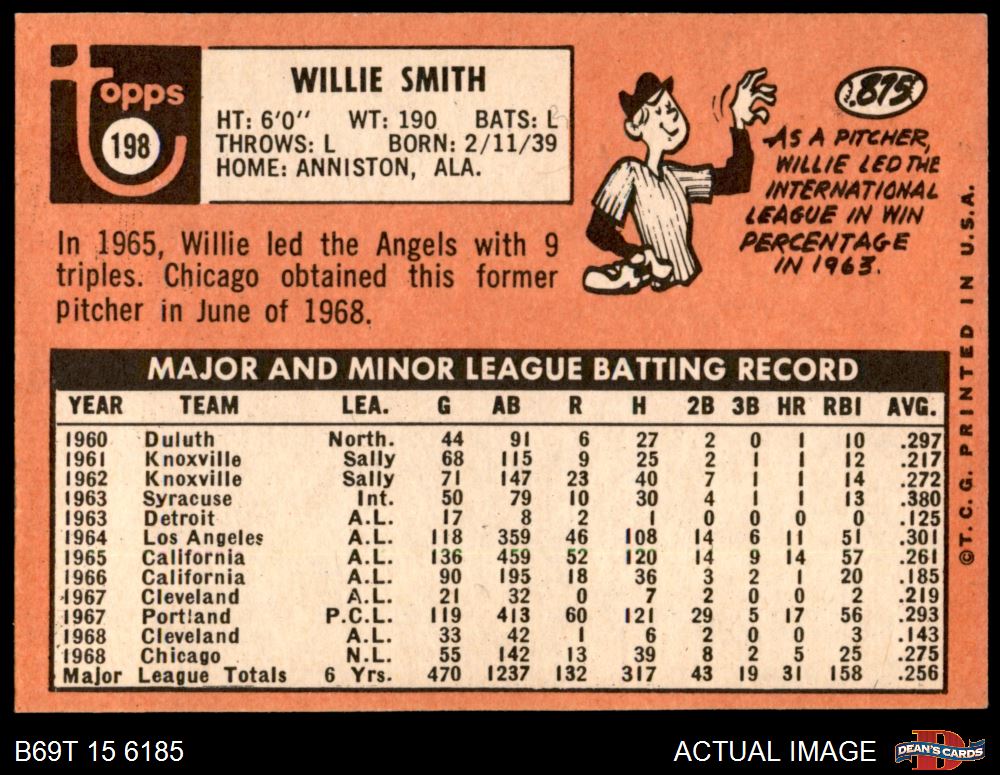 topps
198
WILLIE SMITH
HT: 6'0" WT: 190 BATS: L
THROWS: L BORN: 2/11/39
HOME: ANNISTON, ALA.
In 1965, Willie led the Angels with 9
triples. Chicago obtained this former
pitcher in June of 1968.
.875
AS A PITCHER,
WILLIE LED THE
INTERNATIONAL
LEAGUE IN WIN
PERCENTAGE
IN 1963.
MAJOR AND MINOR LEAGUE BATTING RECORD
YEAR TEAM LEA. G AB R H 2B 3B HR RBI AVG.
1960 Duluth North. 44 91 6 27 2 0 1 10 .297
1961 Knoxville Sally 68 115 9 25 2 1 1 12 .217
1962 Knoxville Sally 71 147 23 40 7 1 1 14 .272
1963 Syracuse Int. 50 79 10 30 4 1 1 13 .380
1963 Detroit A.L. 17 8 2 1 0 0 0 0 .125
1964 Los Angeles A.L. 118 359 46 108 14 6 11 51 .301
1965 California A.L. 136 459 52 120 14 9 14 57 .261
1966 California A.L. 90 195 18 36 3 2 1 20 .185
1967 Cleveland A.L. 21 32 0 7 2 0 0 2 .219
1967 Portland P.C.L. 119 413 60 121 29 5 17 56 .293
1968 Cleveland A.L. 33 42 1 6 2 0 0 3 .143
1968 Chicago N.L. 55 142 13 39 8 2 5 25 .275
Major League Totals 6 Yrs. 470 1237 132 317 43 19 31 158 .256
©T.C.G. PRINTED IN U.S.A.
B69T 15 6185
ACTUAL IMAGE
DEAN'S CARDS